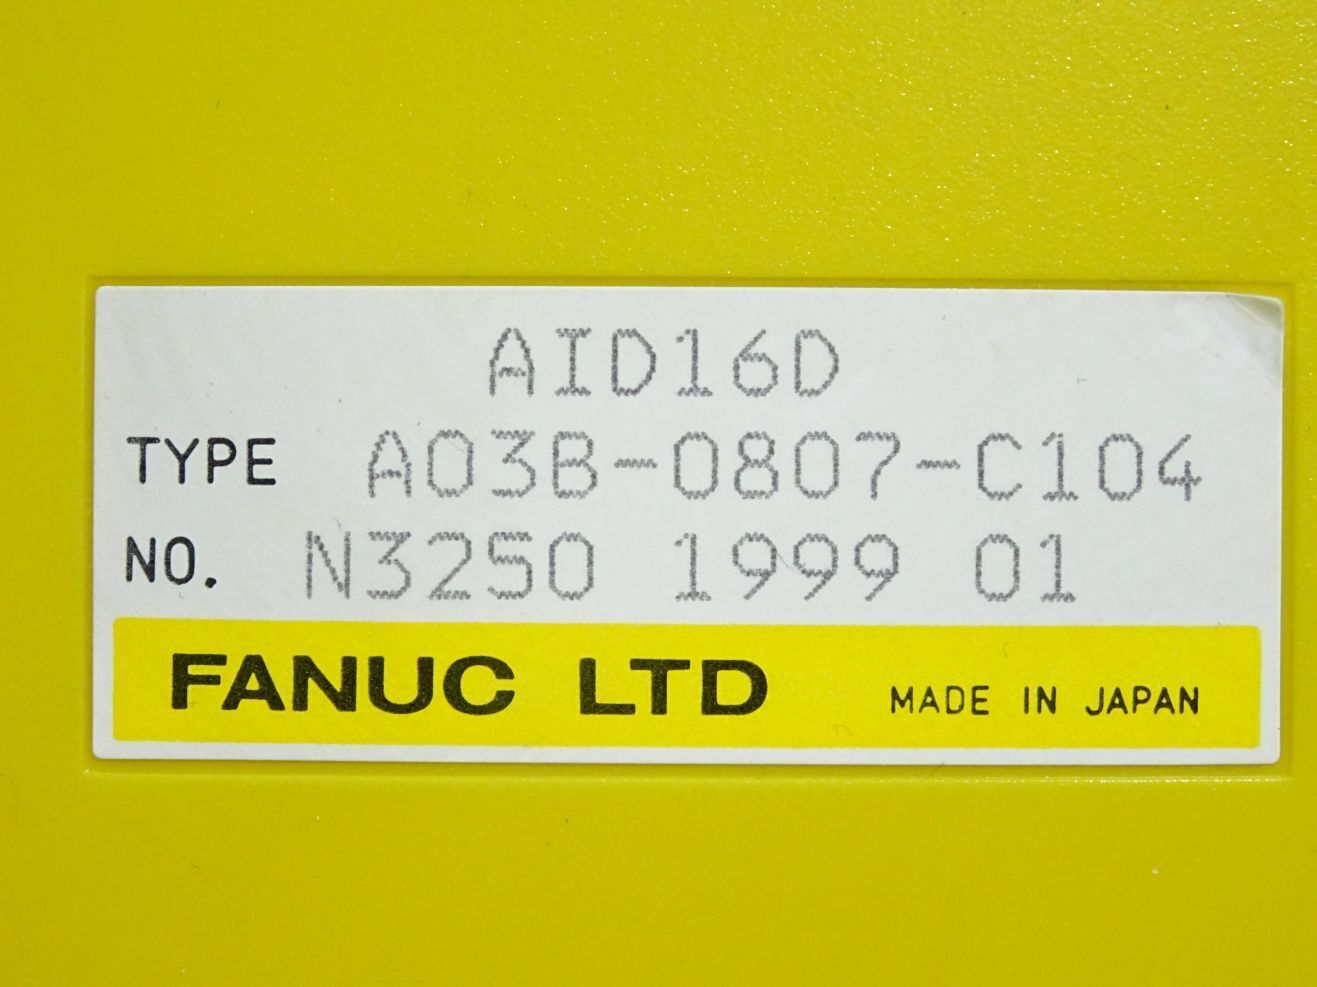 AID16D
TYPE A03B-0807-C104
NO. N3250 1999 01
FANUC LTD MADE IN JAPAN